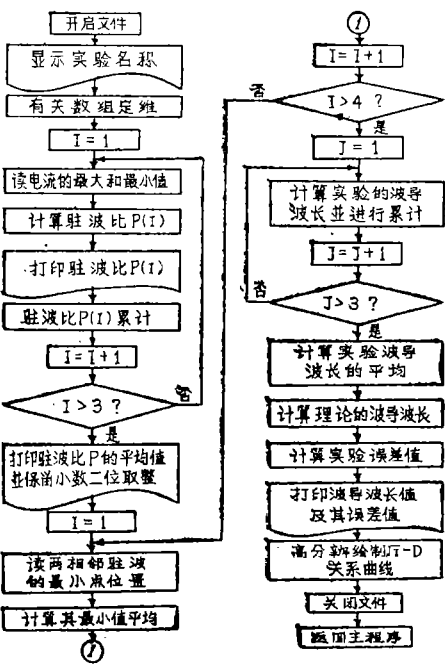 开启文件
显示实验名称
有关数组定维
I=1
读电流的最大和最小值
计算驻波比P(I)
打印驻波比P(I)
驻波比P(I)累计
I=I+1
I>3?
否
是
打印驻波比P的平均值
並保留小数二位取整
I=1
读两相邻驻波
的最小点位置
计算其最小值平均
1
1
I=I+1
否
I>4?
是
J=1
计算实验的波导
波长並进行累计
J=J+1
否
J>3?
是
计算实验波导
波长的平均
计算理论的波导波长
计算实验误差值
打印波导波长值
及其误差值
高分辨绘制 -D
关系曲线
关闭文件
返回主程序